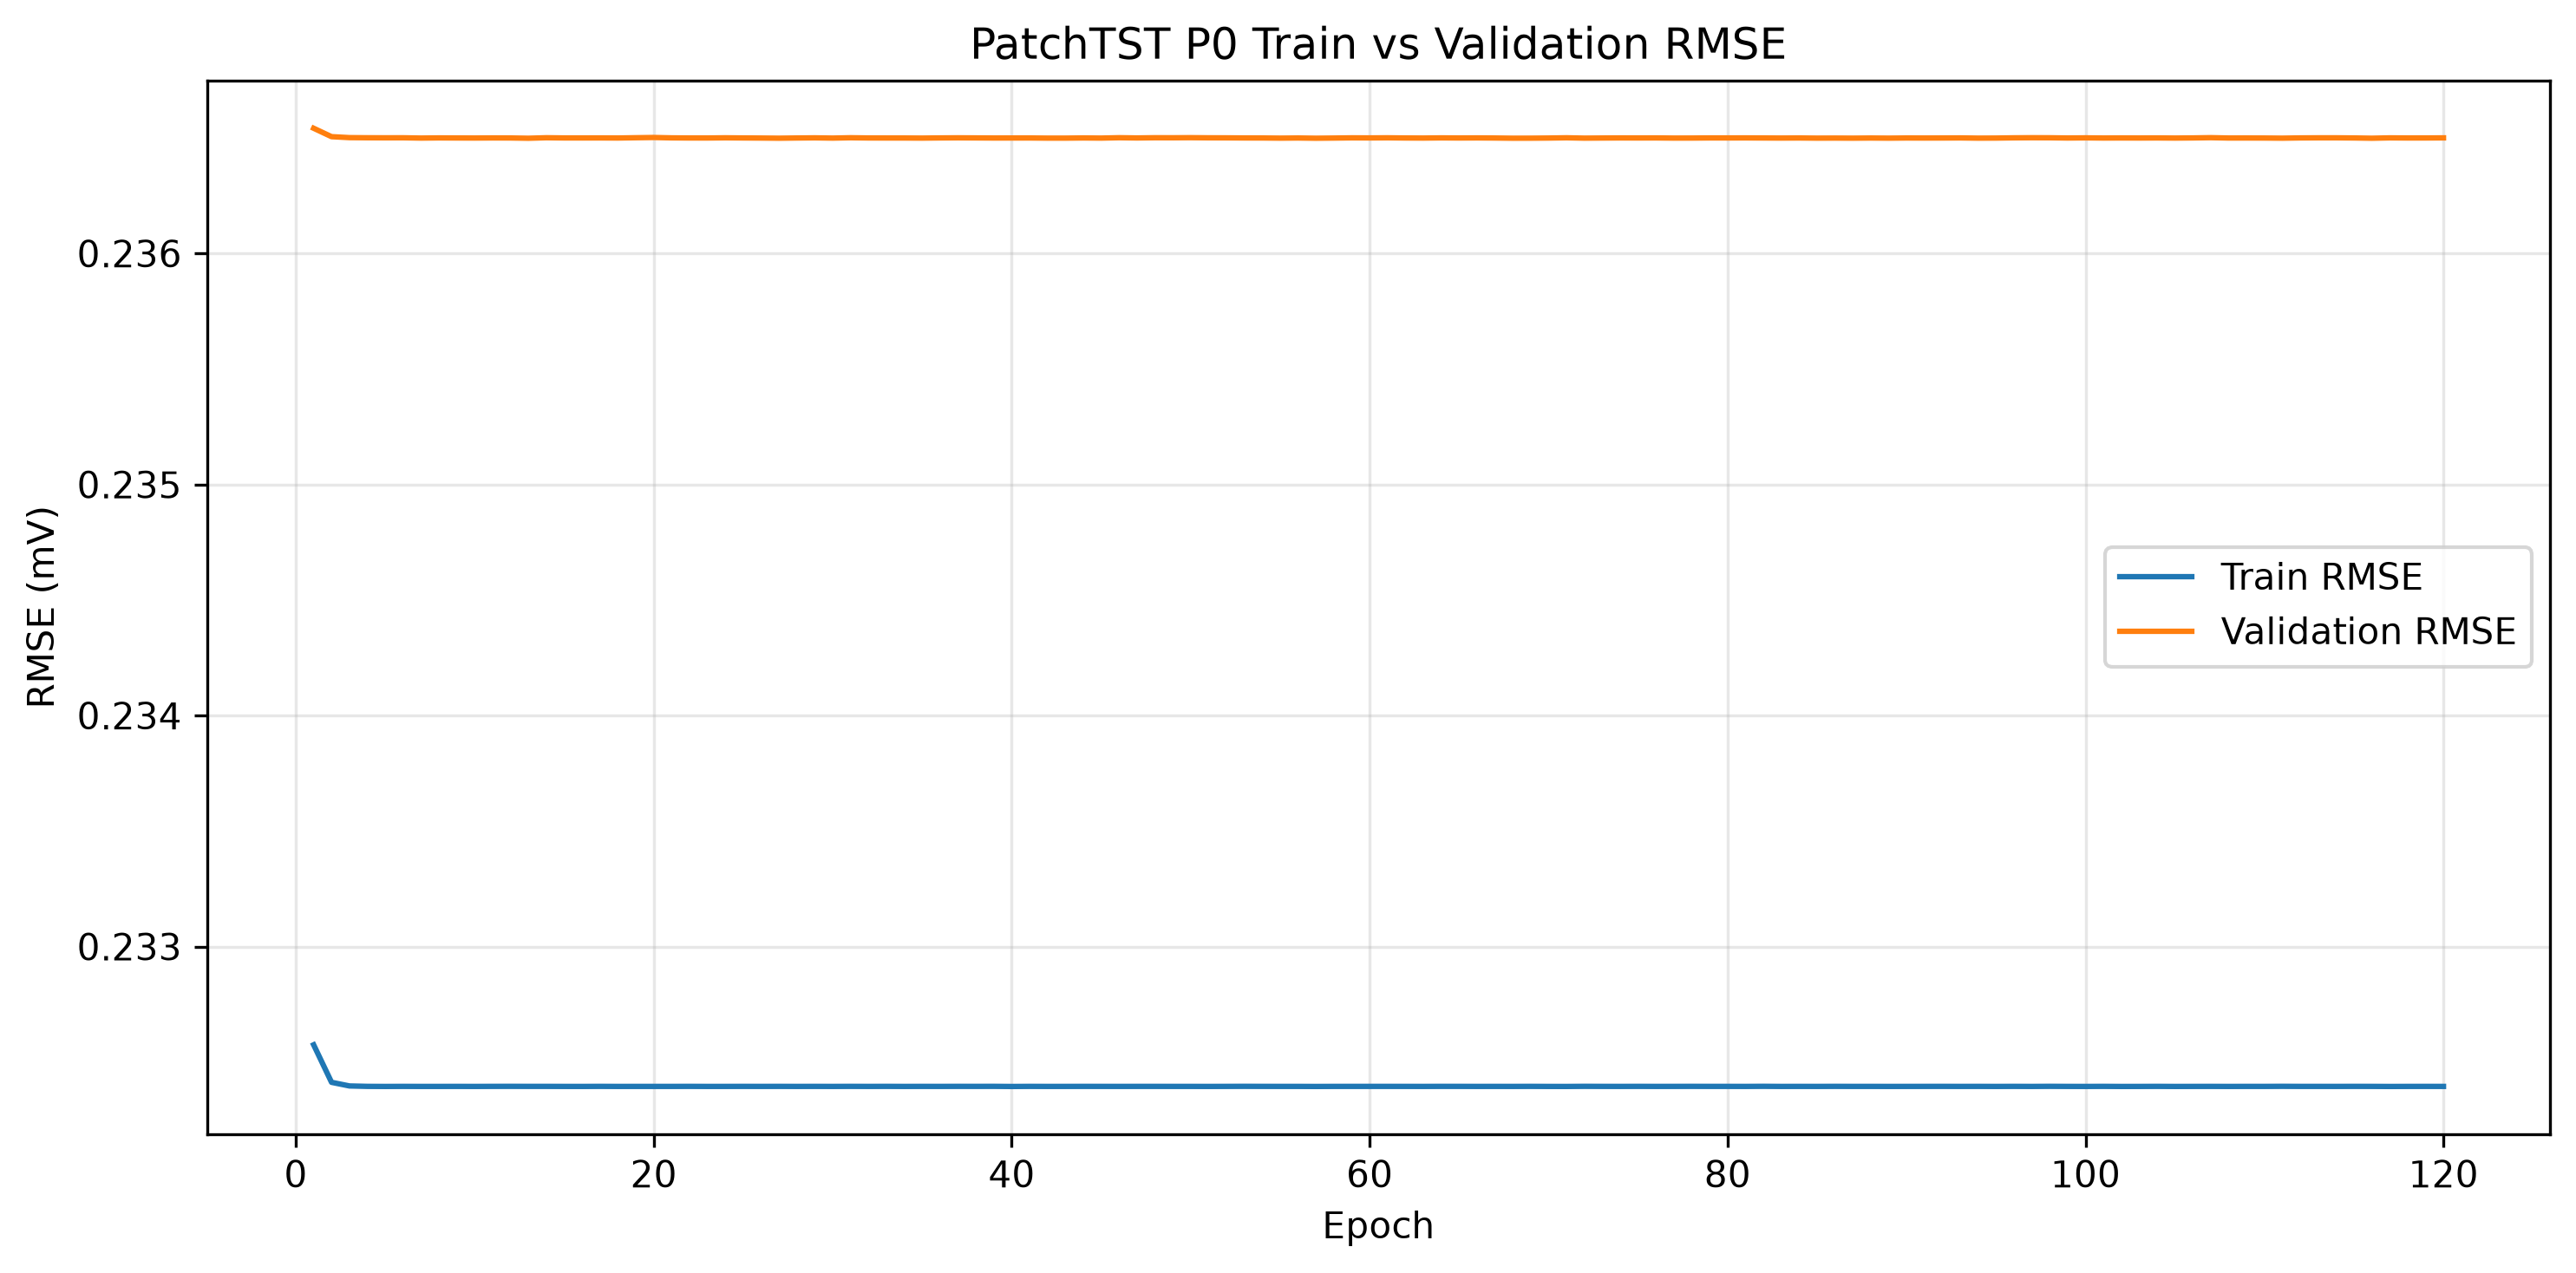 PatchTST P0 Train vs Validation RMSE
RMSE (mV)
0.236
0.235
0.234
0.233
Train RMSE
Validation RMSE
0 20 40 60 80 100 120
Epoch